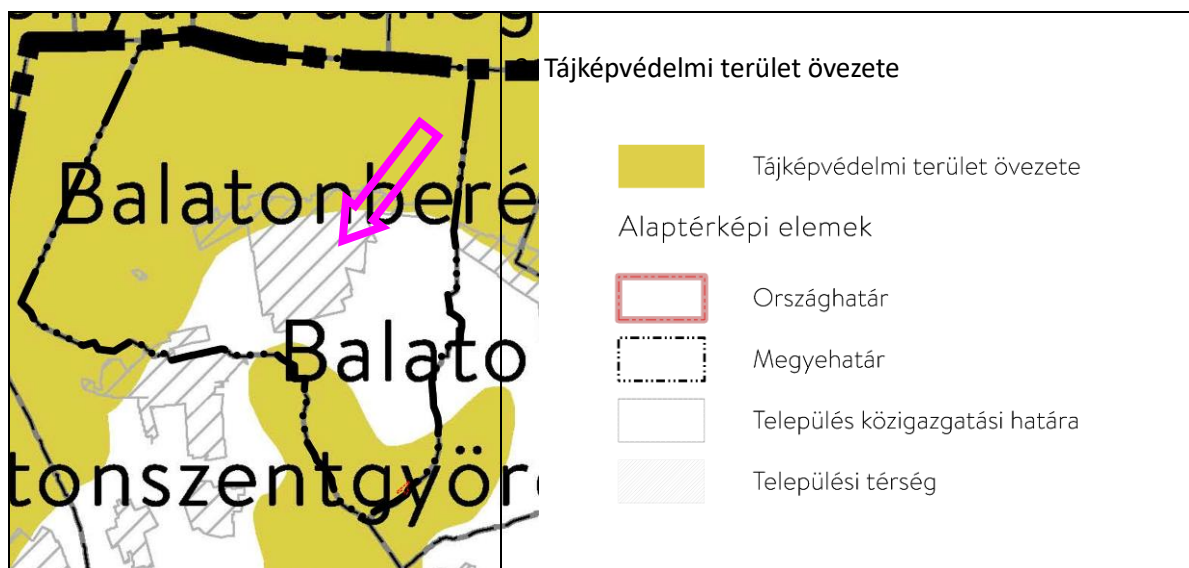 Tájképvédelmi terület övezete
Balatonberé
Balato
tonszentgyör
Tájképvédelmi terület övezete
Alaptérképi elemek
Országhatár
Megyehatár
Település közigazgatási határa
Települési térség